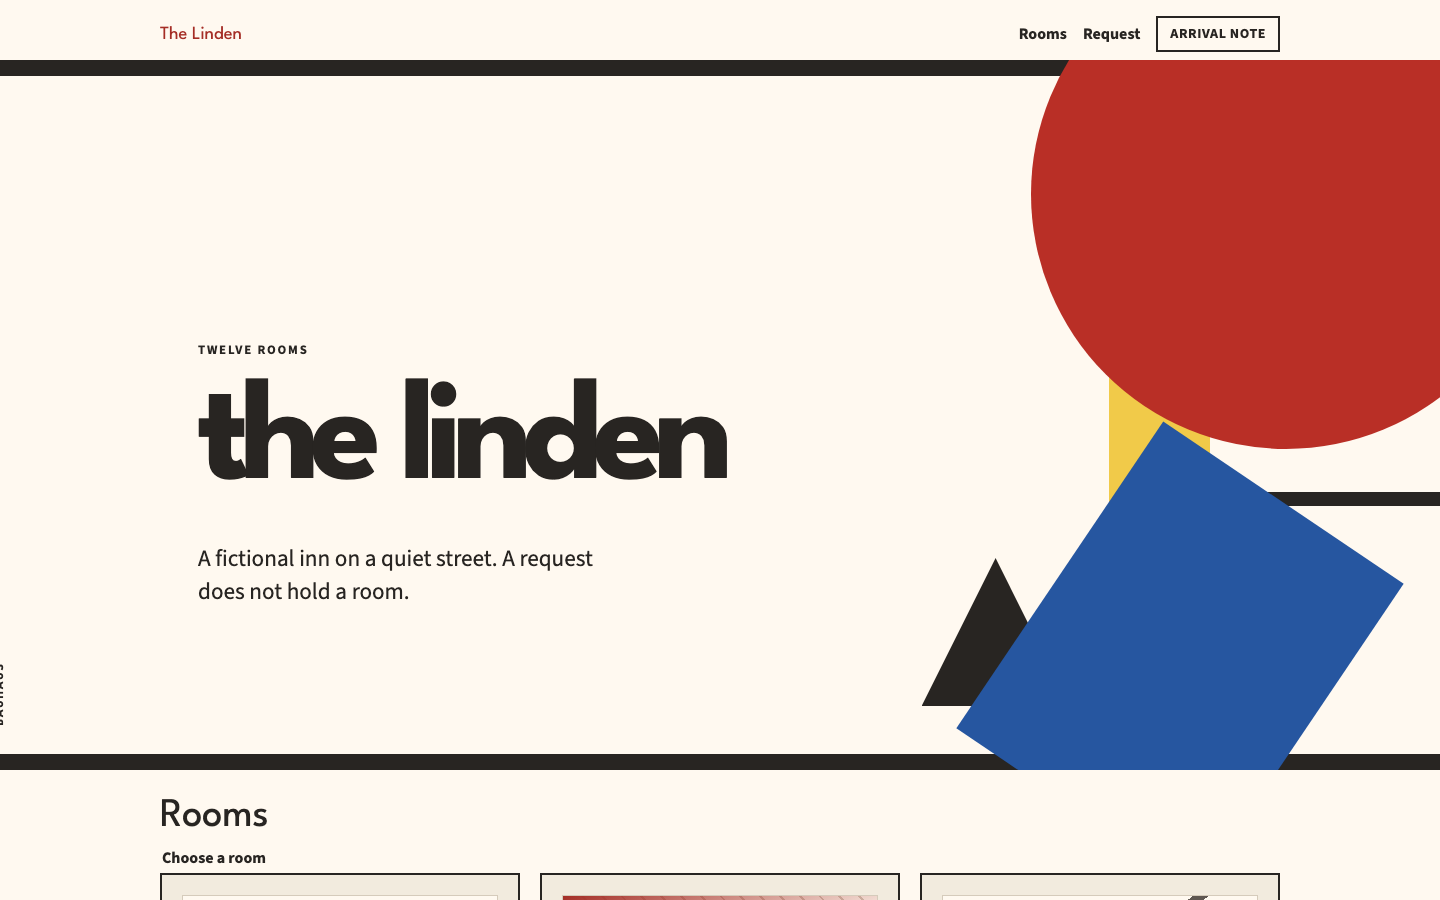 The Linden
Rooms
Request
ARRIVAL NOTE
TWELVE ROOMS
the linden
A fictional inn on a quiet street. A request
does not hold a room.
BAUHAUS
Rooms
Choose a room